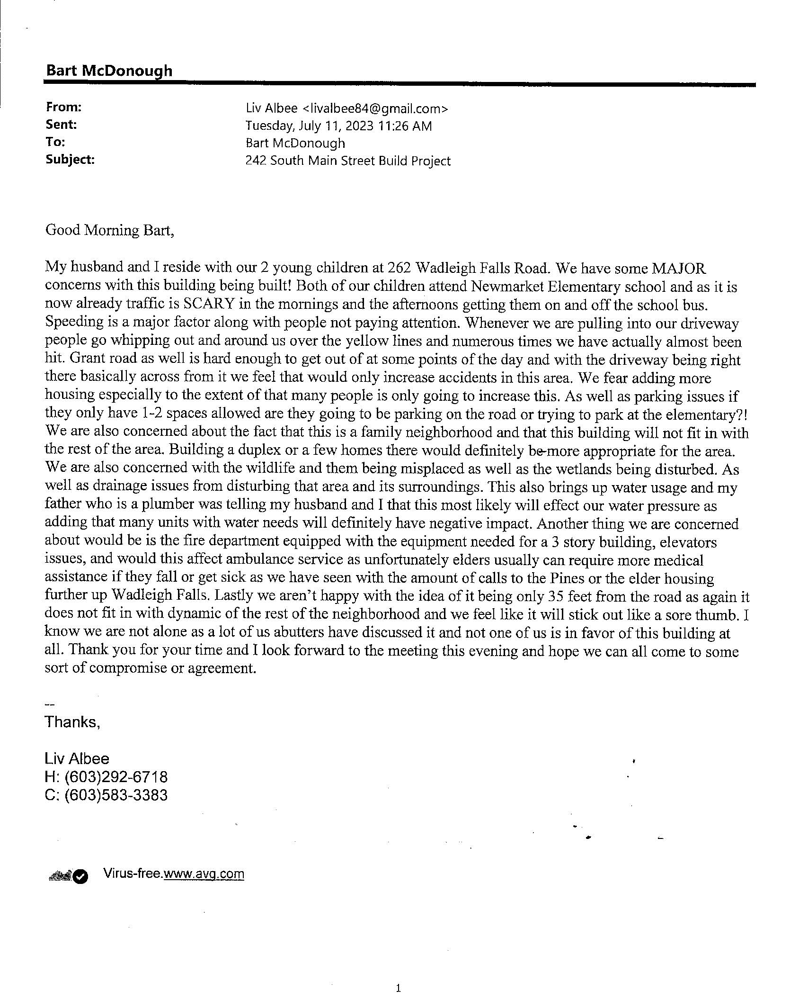 Bart McDonough
From: Liv Albee <livalbee84@gmail.com>
Sent: Tuesday, July 11, 2023 11:26 AM
To: Bart McDonough
Subject: 242 South Main Street Build Project
Good Morning Bart,
My husband and I reside with our 2 young children at 262 Wadleigh Falls Road. We have some MAJOR
concerns with this building being built! Both of our children attend Newmarket Elementary school and as it is
now already traffic is SCARY in the mornings and the afternoons getting them on and off the school bus.
Speeding is a major factor along with people not paying attention. Whenever we are pulling into our driveway
people go whipping out and around us over the yellow lines and numerous times we have actually almost been
hit. Grant road as well is hard enough to get out of at some points of the day and with the driveway being right
there basically across from it we feel that would only increase accidents in this area. We fear adding more
housing especially to the extent of that many people is only going to increase this. As well as parking issues if
they only have 1-2 spaces allowed are they going to be parking on the road or trying to park at the elementary?!
We are also concerned about the fact that this is a family neighborhood and that this building will not fit in with
the rest of the area. Building a duplex or a few homes there would definitely be more appropriate for the area.
We are also concerned with the wildlife and them being misplaced as well as the wetlands being disturbed. As
well as drainage issues from disturbing that area and its surroundings. This also brings up water usage and my
father who is a plumber was telling my husband and I that this most likely will effect our water pressure as
adding that many units with water needs will definitely have negative impact. Another thing we are concerned
about would be is the fire department equipped with the equipment needed for a 3 story building, elevators
issues, and would this affect ambulance service as unfortunately elders usually can require more medical
assistance if they fall or get sick as we have seen with the amount of calls to the Pines or the elder housing
further up Wadleigh Falls. Lastly we aren't happy with the idea of it being only 35 feet from the road as again it
does not fit in with dynamic of the rest of the neighborhood and we feel like it will stick out like a sore thumb. I
know we are not alone as a lot of us abutters have discussed it and not one of us is in favor of this building at
all. Thank you for your time and I look forward to the meeting this evening and hope we can all come to some
sort of compromise or agreement.
--
Thanks,
Liv Albee
H: (603)292-6718
C: (603)583-3383
Virus-free.www.avg.com
1